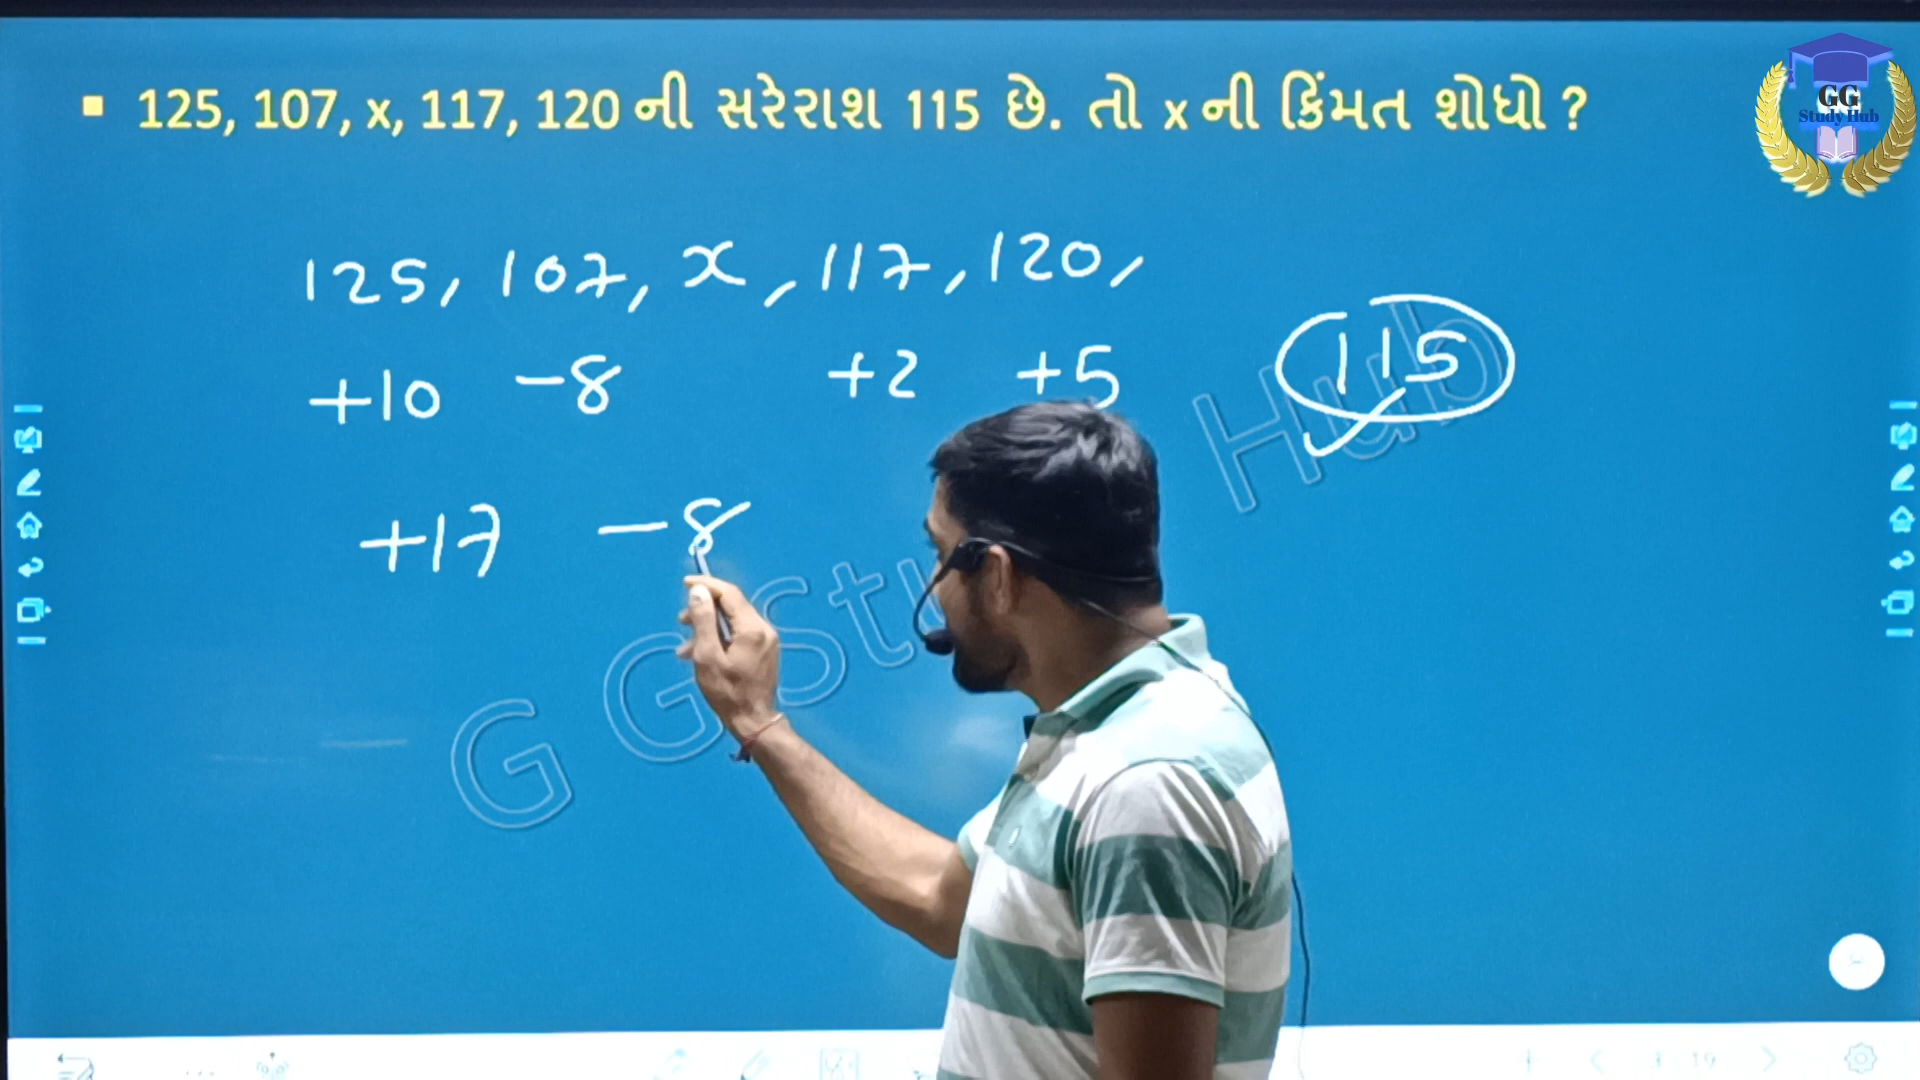 ▪ 125, 107, x, 117, 120 ની સરેરાશ 115 છે. તો x ની કિંમત શોધો ?
GG
Study Hub
125, 107, x, 117, 120,
+10 -8 +2 +5
115
+17 -8
G G Stu Hub